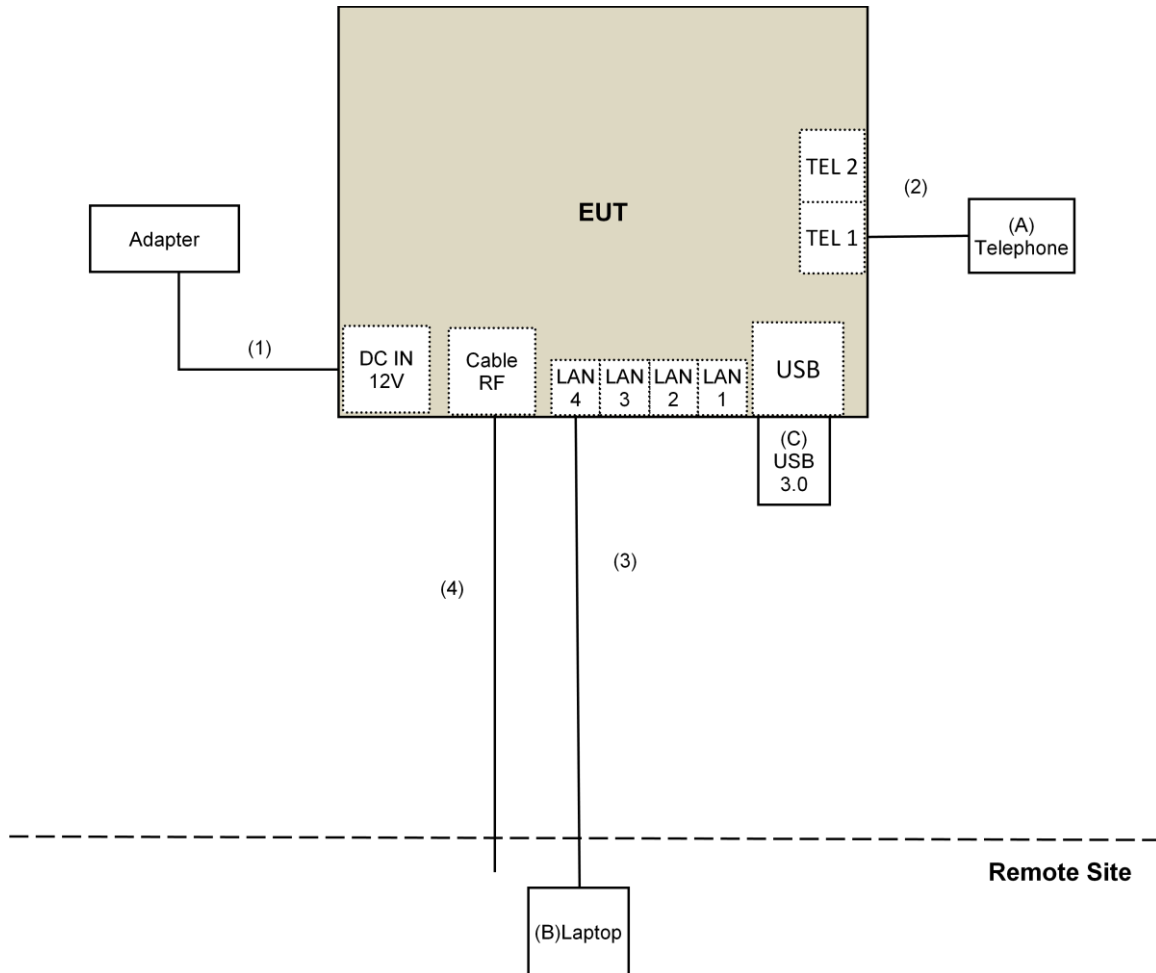 TEL 2
(2)
EUT
(A)
Telephone
TEL 1
Adapter
(1)
DC IN
12V
Cable
RF
LAN
4
LAN
3
LAN
2
LAN
1
USB
(C)
USB
3.0
(3)
(4)
Remote Site
(B)Laptop